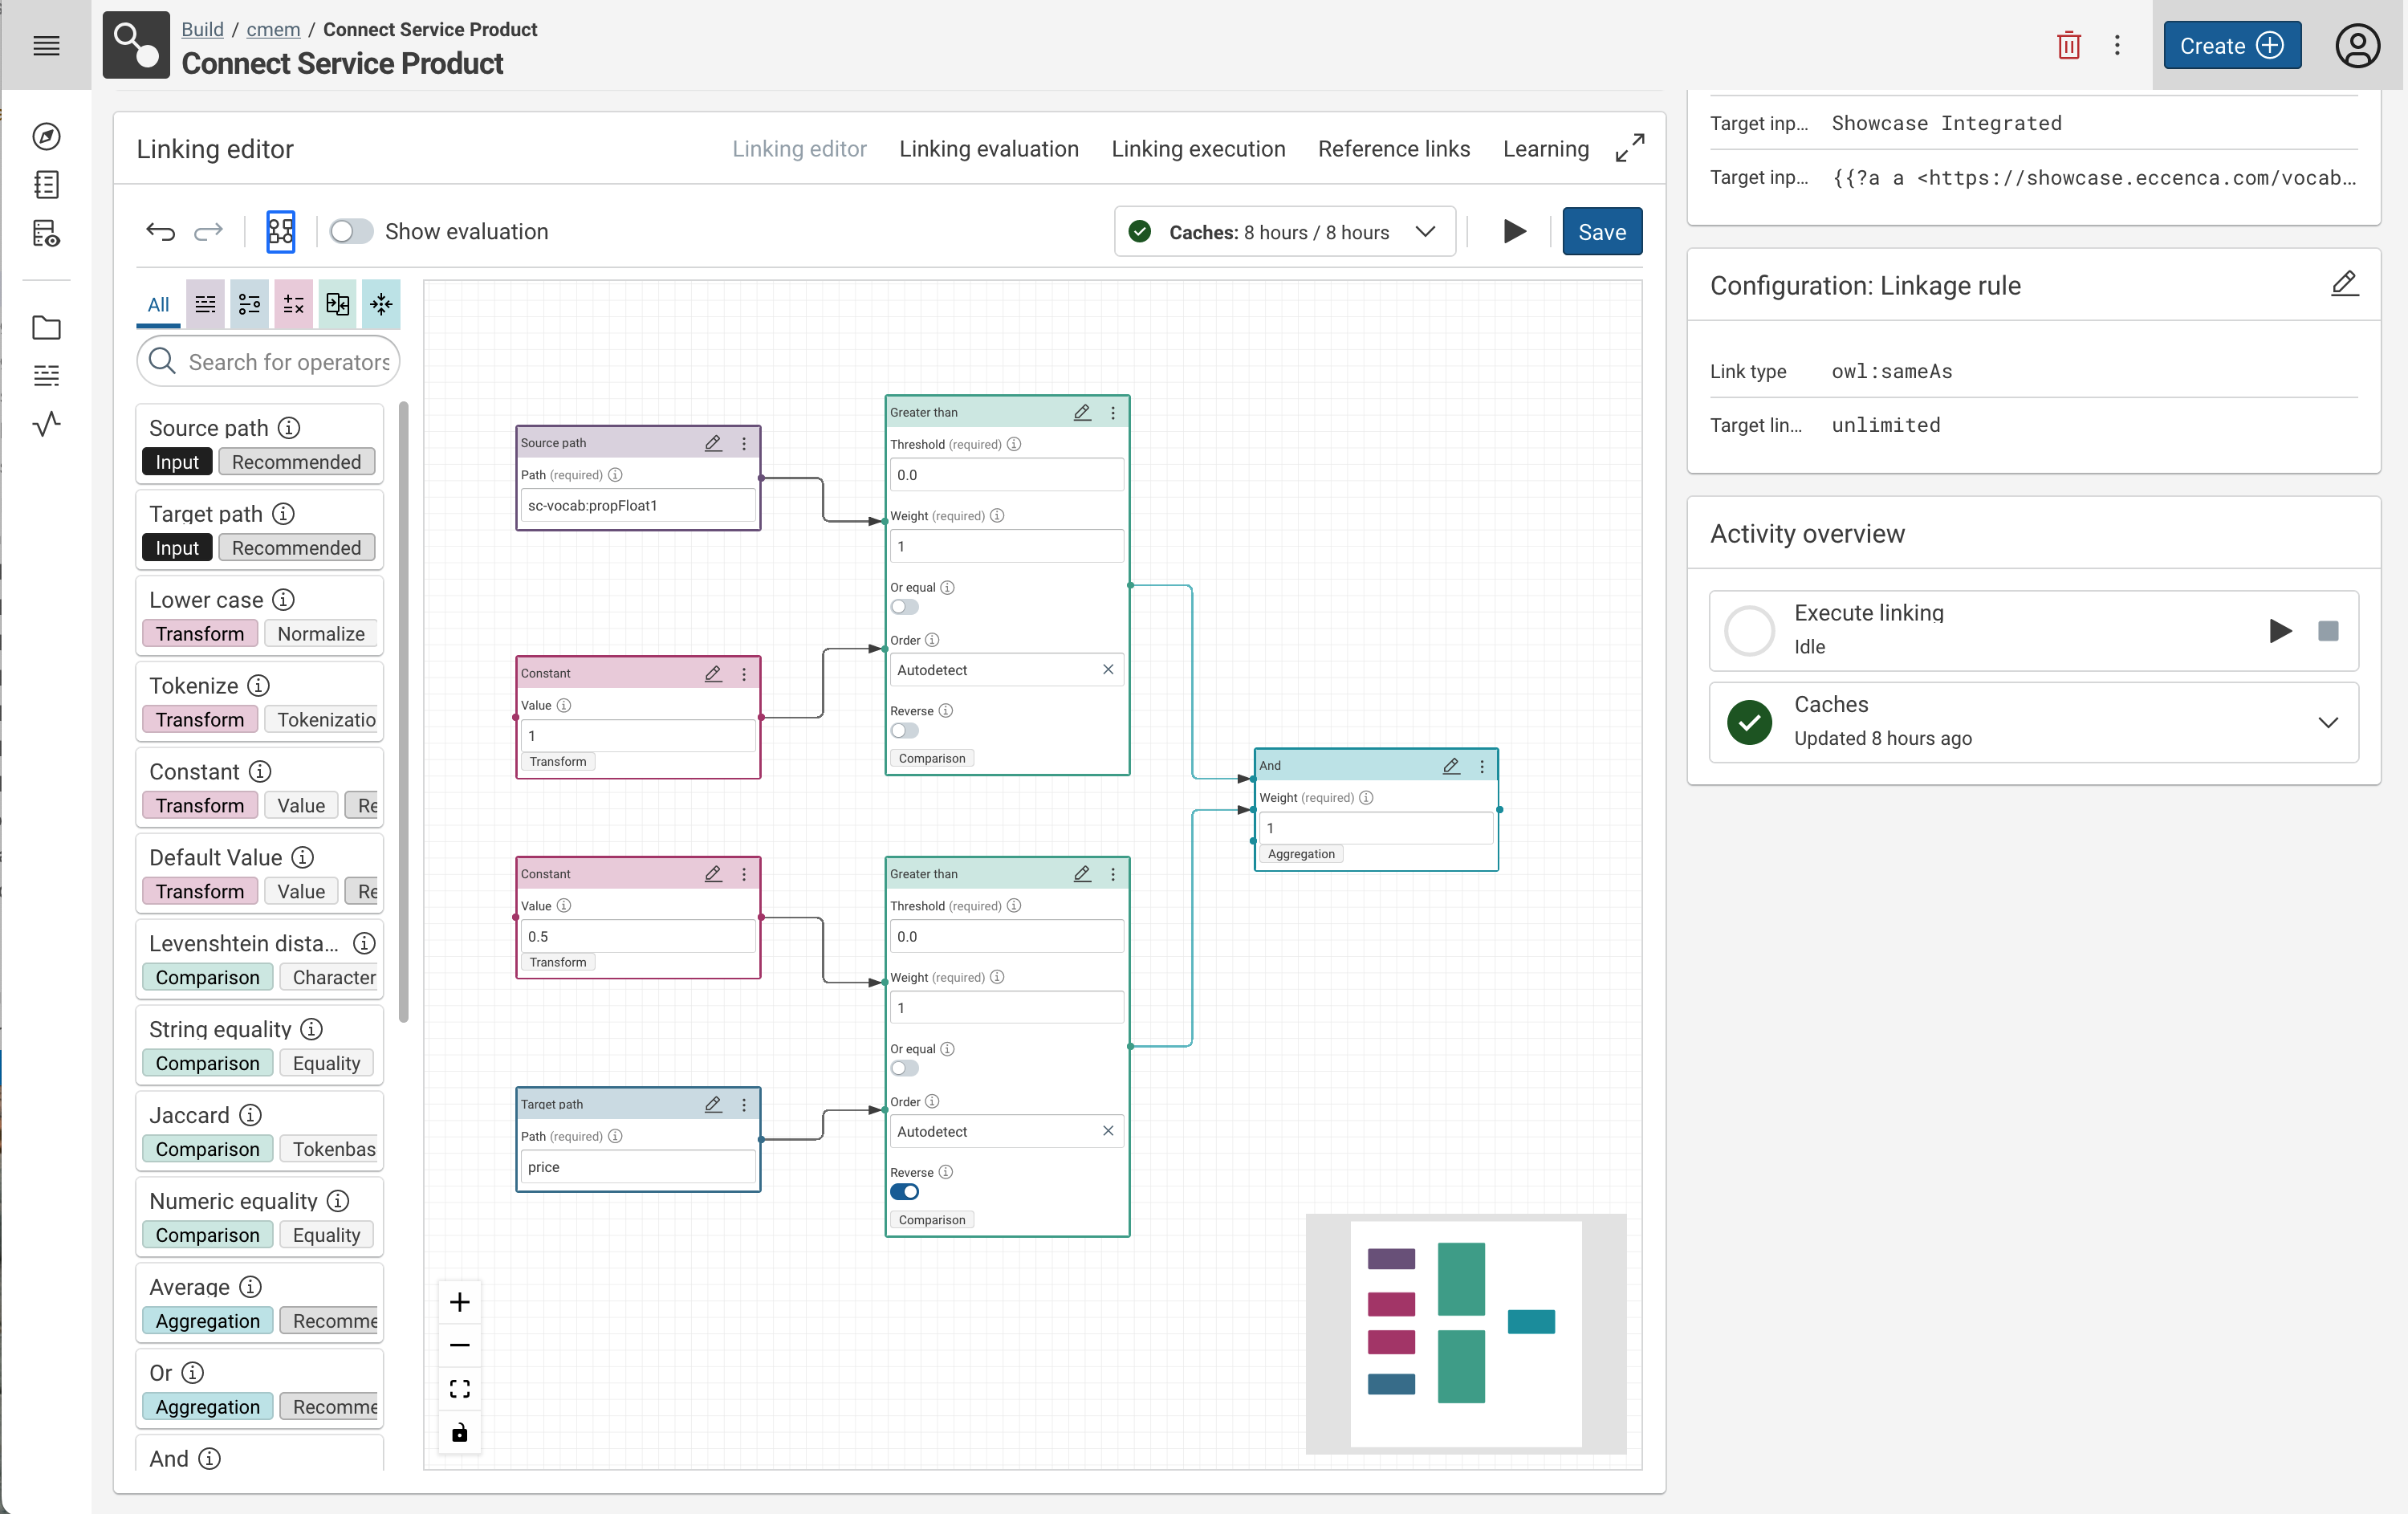 Build / cmem / Connect Service Product
Connect Service Product
Create
Linking editor
Linking editor
Linking evaluation
Linking execution
Reference links
Learning
Show evaluation
Caches: 8 hours / 8 hours
Save
All
Search for operators
Source path
Input Recommended
Target path
Input Recommended
Lower case
Transform Normalize
Tokenize
Transform Tokenizatio
Constant
Transform Value Re
Default Value
Transform Value Re
Levenshtein dista...
Comparison Character
String equality
Comparison Equality
Jaccard
Comparison Tokenbas
Numeric equality
Comparison Equality
Average
Aggregation Recomme
Or
Aggregation Recomme
And
Source path
Path (required)
sc-vocab:propFloat1
Constant
Value
1
Transform
Constant
Value
0.5
Transform
Target path
Path (required)
price
Greater than
Threshold (required)
0.0
Weight (required)
1
Or equal
Order
Autodetect
Reverse
Comparison
Greater than
Threshold (required)
0.0
Weight (required)
1
Or equal
Order
Autodetect
Reverse
Comparison
And
Weight (required)
1
Aggregation
Target inp... Showcase Integrated
Target inp... {{?a a <https://showcase.eccenca.com/vocab...
Configuration: Linkage rule
Link type owl:sameAs
Target lin... unlimited
Activity overview
Execute linking
Idle
Caches
Updated 8 hours ago